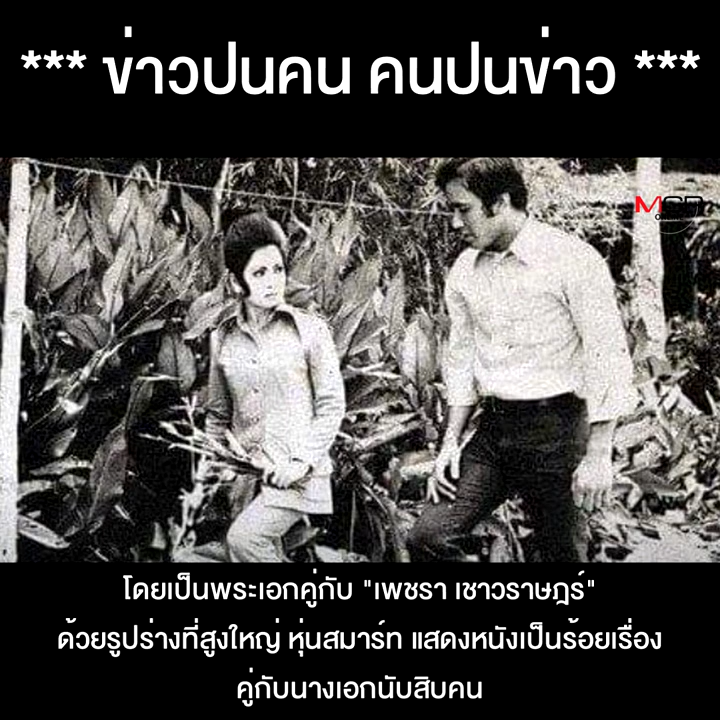 *** ข่าวปนคน คนปนข่าว ***
โดยเป็นพระเอกคู่กับ "เพชรา เชาวราษฎร์"
ด้วยรูปร่างที่สูงใหญ่ หุ่นสมาร์ท แสดงหนังเป็นร้อยเรื่อง
คู่กับนางเอกนับสิบคน